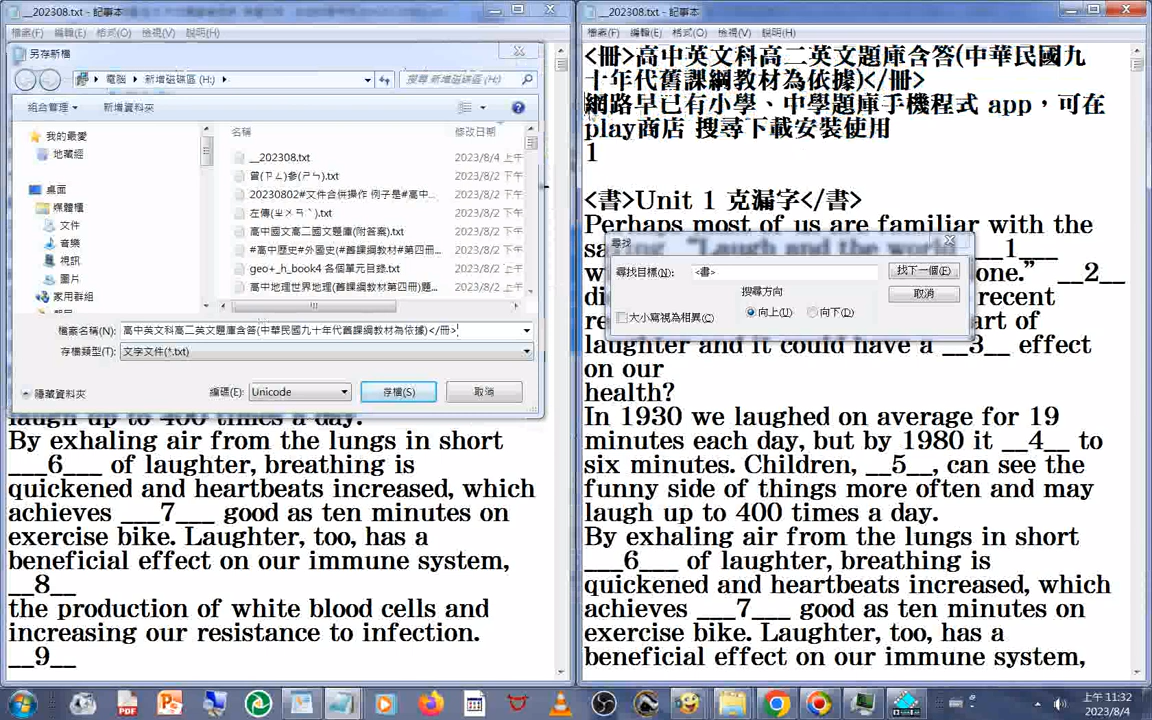 __202308.txt - 記事本
檔案(F) 編輯(E) 格式(O) 檢視(V) 說明(H)
另存新檔
電腦 新增磁碟區 (H:)
搜尋 新增磁碟區 (H:)
組合管理 新增資料夾
我的最愛
地藏經
桌面
媒體櫃
文件
音樂
視訊
圖片
家用群組
名稱 修改日期
__202308.txt 2023/8/4 上午
曾(ㄗㄥ)參(ㄕㄣ).txt 2023/8/2 下午
20230802#文件合併操作 例子是#高中... 2023/8/2 下午
左傳(ㄓㄨㄢˋ).txt 2023/8/2 下午
高中國文高二國文題庫(附答案).txt 2023/8/2 下午
#高中歷史#外國史(#舊課綱教材#第四冊... 2023/8/2 下午
geo+_h_book4 各個單元目錄.txt 2023/8/2 下午
高中地理世界地理(#舊課綱#第四冊)題... 2023/8/2 下午
檔案名稱(N): 高中英文科高二英文題庫含答(中華民國九十年代舊課綱教材為依據)</冊>
存檔類型(T): 文字文件(*.txt)
隱藏資料夾 編碼(E): Unicode 存檔(S) 取消
laugh up to 400 times a day.
By exhaling air from the lungs in short
___6___ of laughter, breathing is
quickened and heartbeats increased, which
achieves ___7___ good as ten minutes on
exercise bike. Laughter, too, has a
beneficial effect on our immune system,
__8__
the production of white blood cells and
increasing our resistance to infection.
__9__
__202308.txt - 記事本
檔案(F) 編輯(E) 格式(O) 檢視(V) 說明(H)
<冊>高中英文科高二英文題庫含答(中華民國九
十年代舊課綱教材為依據)</冊>
網路早已有小學、中學題庫手機程式 app，可在
play商店 搜尋下載安裝使用
1
<書>Unit 1 克漏字</書>
Perhaps most of us are familiar with the
saying "Laugh and the world __1___
one." __2__
recent
art of
laughter and it could have a __3__ effect
on our
health?
In 1930 we laughed on average for 19
minutes each day, but by 1980 it __4__ to
six minutes. Children, __5__, can see the
funny side of things more often and may
laugh up to 400 times a day.
By exhaling air from the lungs in short
___6___ of laughter, breathing is
quickened and heartbeats increased, which
achieves ___7___ good as ten minutes on
exercise bike. Laughter, too, has a
beneficial effect on our immune system,
尋找
尋找目標(N): <書> 找下一個(F)
搜尋方向 取消
大小寫視為相異(C) 向上(U) 向下(D)
PDF
上午 11:32
2023/8/4